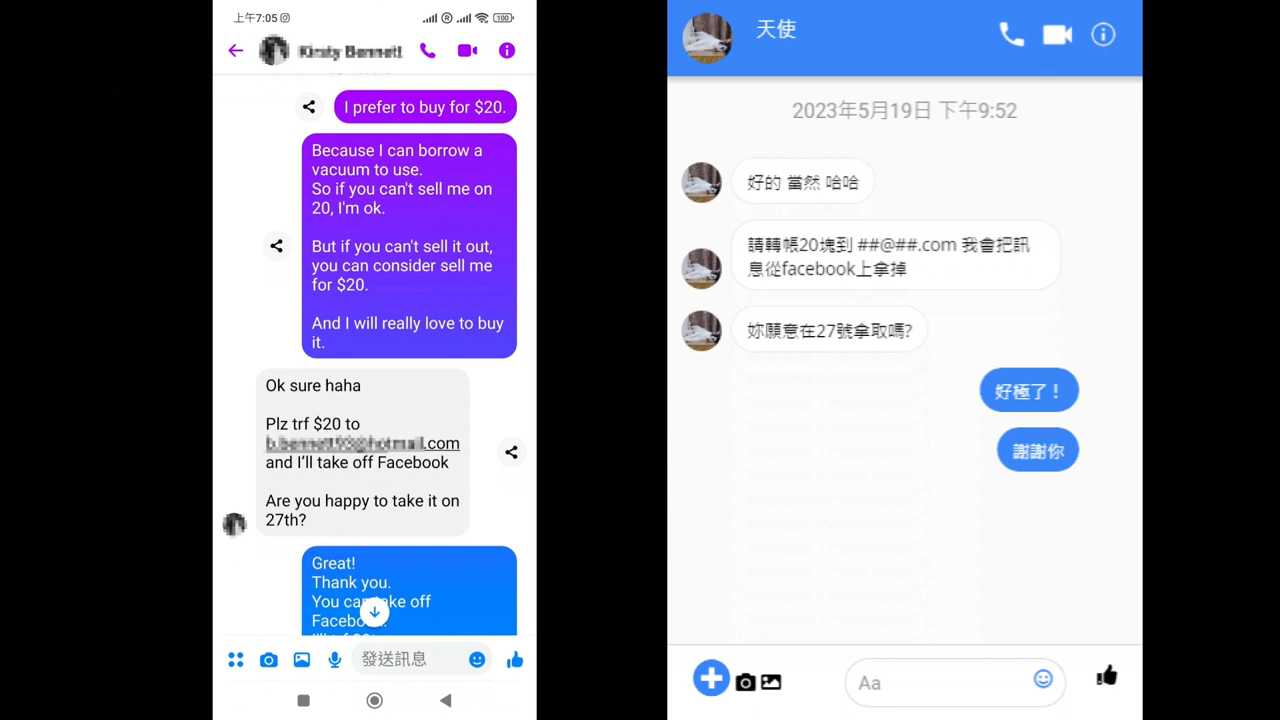 上午7:05
100
I prefer to buy for $20.
Because I can borrow a
vacuum to use.
So if you can't sell me on
20, I'm ok.
But if you can't sell it out,
you can consider sell me
for $20.
And I will really love to buy
it.
Ok sure haha
Plz trf $20 to
.com
and I'll take off Facebook
Are you happy to take it on
27th?
Great!
Thank you.
You can take off
發送訊息
天使
2023年5月19日 下午9:52
好的 當然 哈哈
請轉帳20塊到 ##@##.com 我會把訊
息從facebook上拿掉
妳願意在27號拿取嗎?
好極了！
謝謝你
Aa